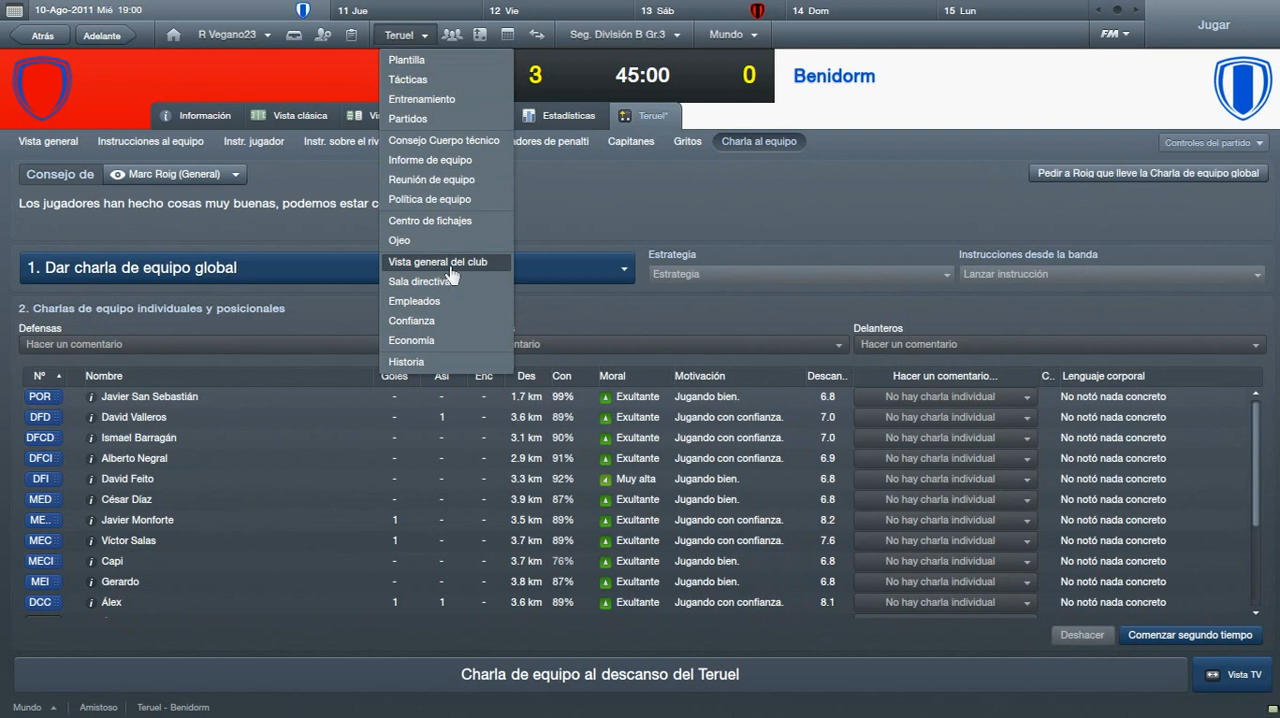 10-Ago-2011 Mié 19:00 11 Jue 12 Vie 13 Sáb 14 Dom 15 Lun
Atrás Adelante R Vegano23 Teruel Seg. División B Gr.3 Mundo FM Jugar
Plantilla
Tácticas
Entrenamiento
Partidos
Consejo Cuerpo técnico
Informe de equipo
Reunión de equipo
Política de equipo
Centro de fichajes
Ojeo
Vista general del club
Sala directiva
Empleados
Confianza
Economía
Historia
3 45:00 0 Benidorm
Información Vista clásica Vi Estadísticas Teruel*
Vista general Instrucciones al equipo Instr. jugador Instr. sobre el riv dores de penalti Capitanes Gritos Charla al equipo Controles del partido
Consejo de Marc Roig (General) Pedir a Roig que lleve la Charla de equipo global
Los jugadores han hecho cosas muy buenas, podemos estar c
1. Dar charla de equipo global
Estrategia Instrucciones desde la banda
Estrategia Lanzar instrucción
2. Charlas de equipo individuales y posicionales
Defensas s Delanteros
Hacer un comentario entario Hacer un comentario
Nº Nombre Goles Asi Enc Des Con Moral Motivación Descan.. Hacer un comentario... C.. Lenguaje corporal
POR i Javier San Sebastián - - - 1.7 km 99% Exultante Jugando bien. 6.8 No hay charla individual No notó nada concreto
DFD i David Valleros - 1 - 3.6 km 89% Exultante Jugando con confianza. 7.0 No hay charla individual No notó nada concreto
DFCD i Ismael Barragán - - - 3.1 km 90% Exultante Jugando con confianza. 7.0 No hay charla individual No notó nada concreto
DFCI i Alberto Negral - - - 2.9 km 91% Exultante Jugando con confianza. 6.9 No hay charla individual No notó nada concreto
DFI i David Feito - - - 3.3 km 92% Muy alta Jugando bien. 6.8 No hay charla individual No notó nada concreto
MED i César Díaz - - - 3.9 km 87% Exultante Jugando bien. 6.8 No hay charla individual No notó nada concreto
ME.. i Javier Monforte 1 - - 3.5 km 89% Exultante Jugando con confianza. 8.2 No hay charla individual No notó nada concreto
MEC i Víctor Salas 1 - - 3.7 km 89% Exultante Jugando con confianza. 7.6 No hay charla individual No notó nada concreto
MECI i Capi - - - 3.8 km 76% Exultante Jugando bien. 6.8 No hay charla individual No notó nada concreto
MEI i Gerardo - - - 3.8 km 87% Exultante Jugando bien. 6.8 No hay charla individual No notó nada concreto
DCC i Álex 1 1 - 3.6 km 89% Exultante Jugando con confianza. 8.1 No hay charla individual No notó nada concreto
Deshacer Comenzar segundo tiempo
Charla de equipo al descanso del Teruel Vista TV
Mundo Amistoso Teruel - Benidorm